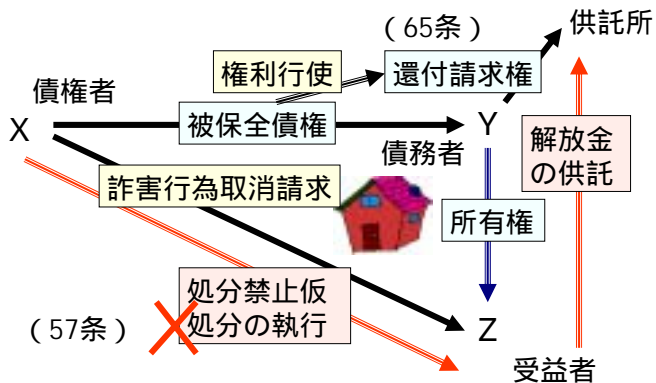 （65条）
供託所
権利行使
還付請求権
債権者
X
被保全債権
Y
債務者
解放金
の供託
詐害行為取消請求
所有権
処分禁止仮
処分の執行
（57条）
Z
受益者